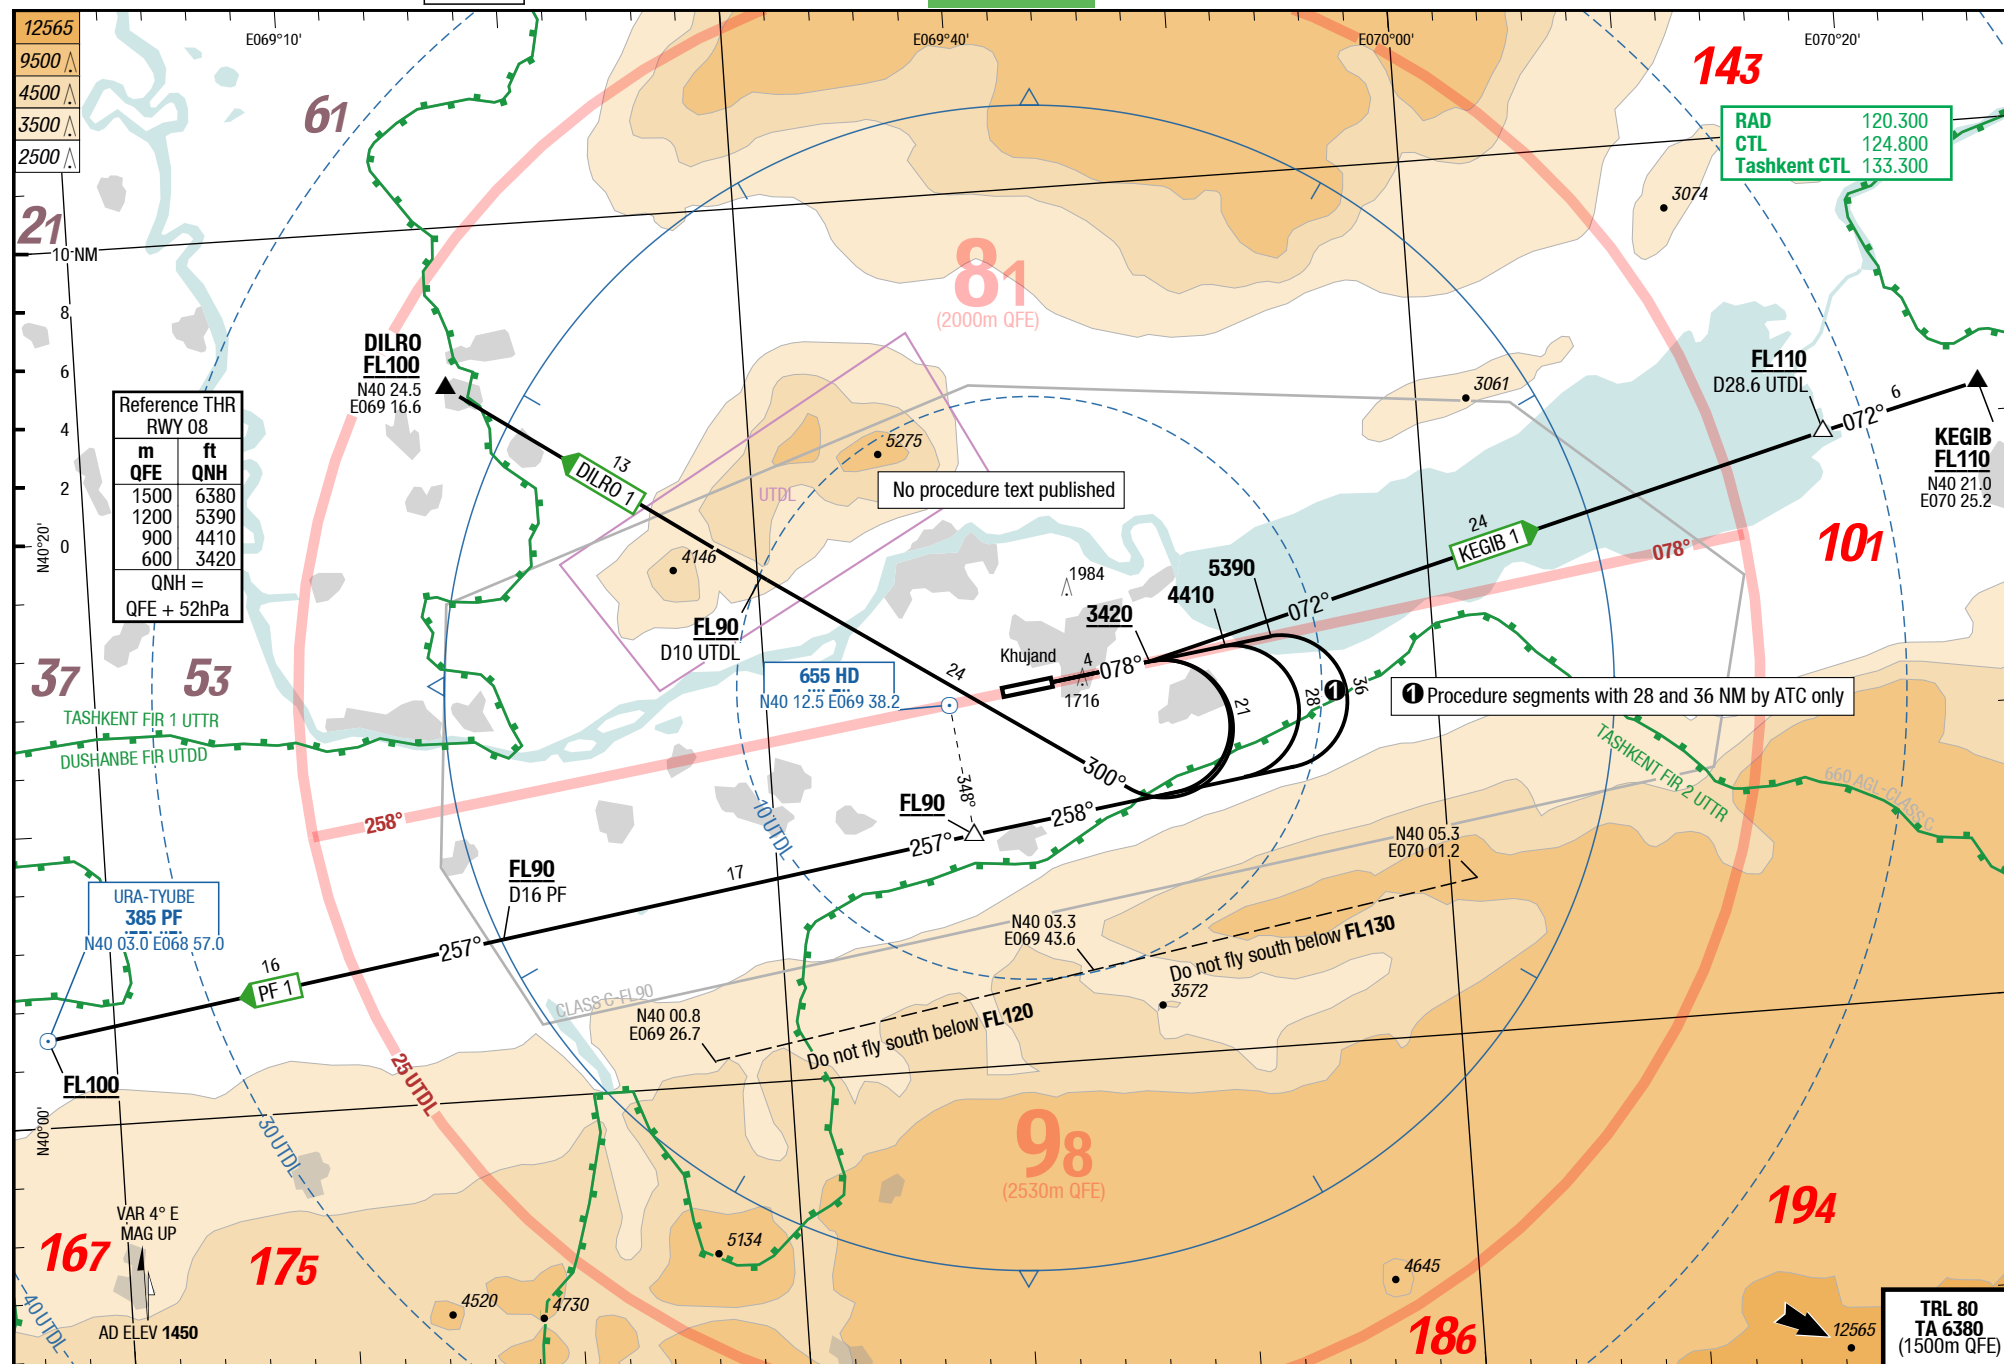 12565
9500
4500
3500
2500
E069°10'
E069°40'
E070°00'
E070°20'
61
143
RAD 120.300
CTL 124.800
Tashkent CTL 133.300
3074
21
10 NM
8
6
4
2
0
81
(2000m QFE)
DILRO
FL100
N40 24.5
E069 16.6
FL110
D28.6 UTDL
3061
6
072°
KEGIB
FL110
N40 21.0
E070 25.2
Reference THR
RWY 08
m ft
QFE QNH
1500 6380
1200 5390
900 4410
600 3420
QNH =
QFE + 52hPa
5275
13
DILRO 1
UTDL
No procedure text published
24
KEGIB 1
078°
101
N40°20'
4146
1984
5390
4410
3420
072°
FL90
D10 UTDL
Khujand
4
078°
1716
24
655 HD
N40 12.5 E069 38.2
37
53
TASHKENT FIR 1 UTTR
DUSHANBE FIR UTDD
21
28
1
36
1 Procedure segments with 28 and 36 NM by ATC only
TASHKENT FIR 2 UTTR
660 AGL-CLASS C
300°
348°
FL90
258°
257°
258°
10 UTDL
17
N40 05.3
E070 01.2
FL90
D16 PF
URA-TYUBE
385 PF
N40 03.0 E068 57.0
257°
16
PF 1
N40 03.3
E069 43.6
Do not fly south below FL130
3572
CLASS C-FL90
N40 00.8
E069 26.7
Do not fly south below FL120
FL100
25 UTDL
30 UTDL
N40°00'
98
(2530m QFE)
VAR 4° E
MAG UP
167
175
5134
194
4645
4520
4730
40 UTDL
AD ELEV 1450
186
12565
TRL 80
TA 6380
(1500m QFE)